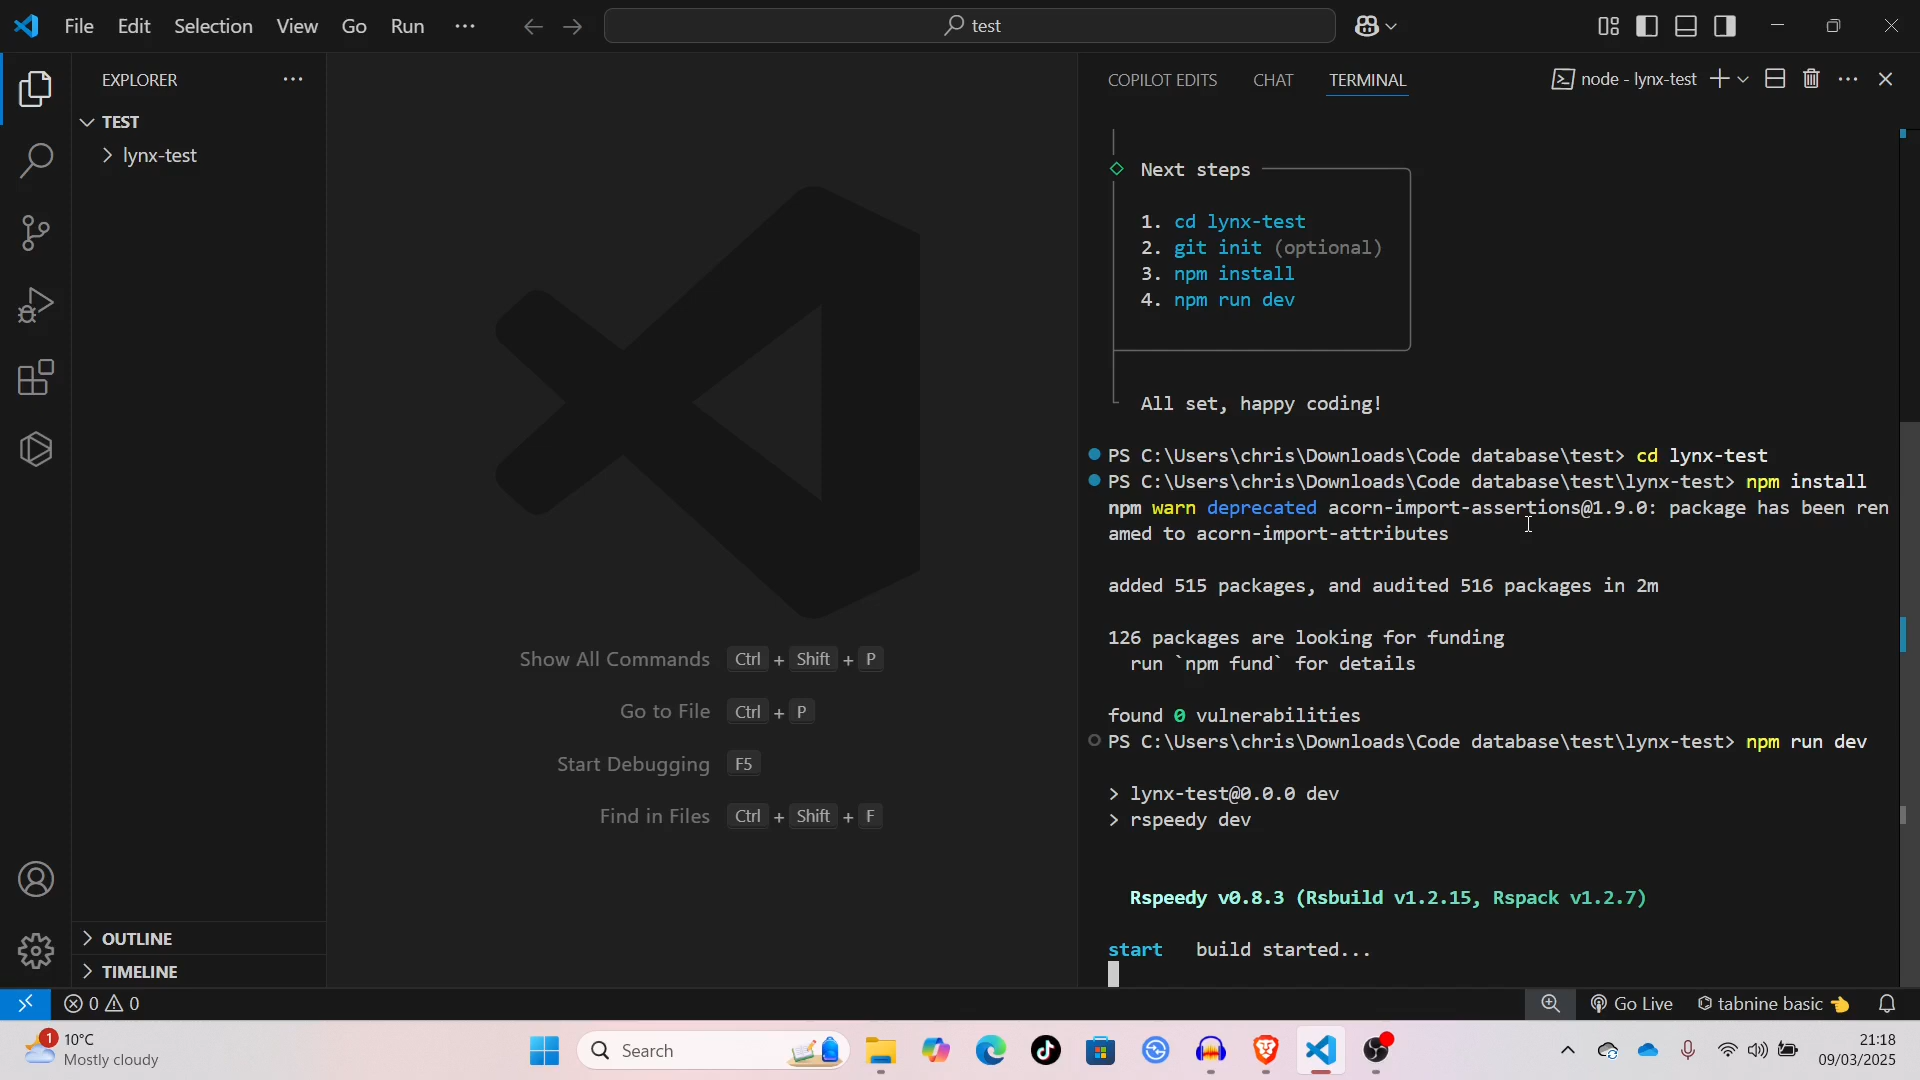 File Edit Selection View Go Run ...
test
EXPLORER ...
TEST
lynx-test
COPILOT EDITS CHAT TERMINAL
node - lynx-test
Next steps
1. cd lynx-test
2. git init (optional)
3. npm install
4. npm run dev
All set, happy coding!
PS C:\Users\chris\Downloads\Code database\test> cd lynx-test
PS C:\Users\chris\Downloads\Code database\test\lynx-test> npm install
npm warn deprecated acorn-import-assertions@1.9.0: package has been ren
amed to acorn-import-attributes
added 515 packages, and audited 516 packages in 2m
126 packages are looking for funding
run `npm fund` for details
found 0 vulnerabilities
PS C:\Users\chris\Downloads\Code database\test\lynx-test> npm run dev
> lynx-test@0.0.0 dev
> rspeedy dev
Rspeedy v0.8.3 (Rsbuild v1.2.15, Rspack v1.2.7)
start build started...
Show All Commands Ctrl + Shift + P
Go to File Ctrl + P
Start Debugging F5
Find in Files Ctrl + Shift + F
OUTLINE
TIMELINE
0 0
Go Live tabnine basic
1
10°C
Mostly cloudy
Search
21:18
09/03/2025